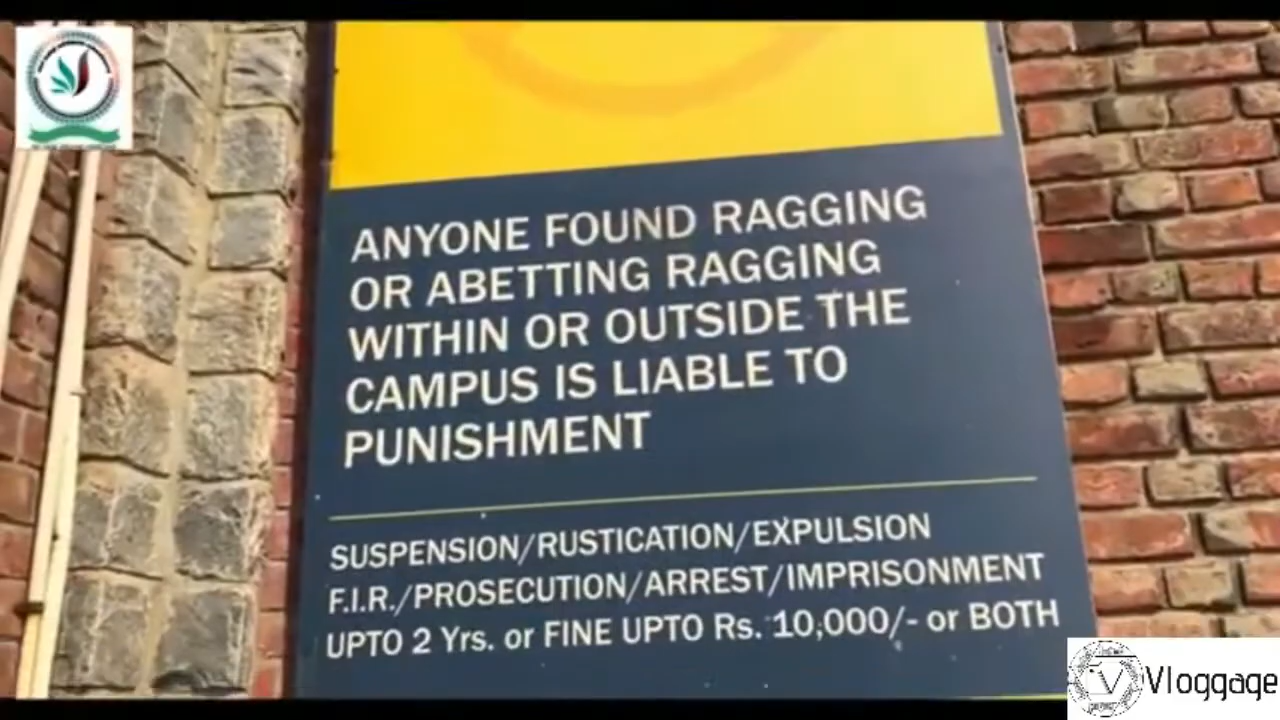 ANYONE FOUND RAGGING
OR ABETTING RAGGING
WITHIN OR OUTSIDE THE
CAMPUS IS LIABLE TO
PUNISHMENT
SUSPENSION/RUSTICATION/EXPULSION
F.I.R./PROSECUTION/ARREST/IMPRISONMENT
UPTO 2 Yrs. or FINE UPTO Rs. 10,000/- or BOTH
Vloggage